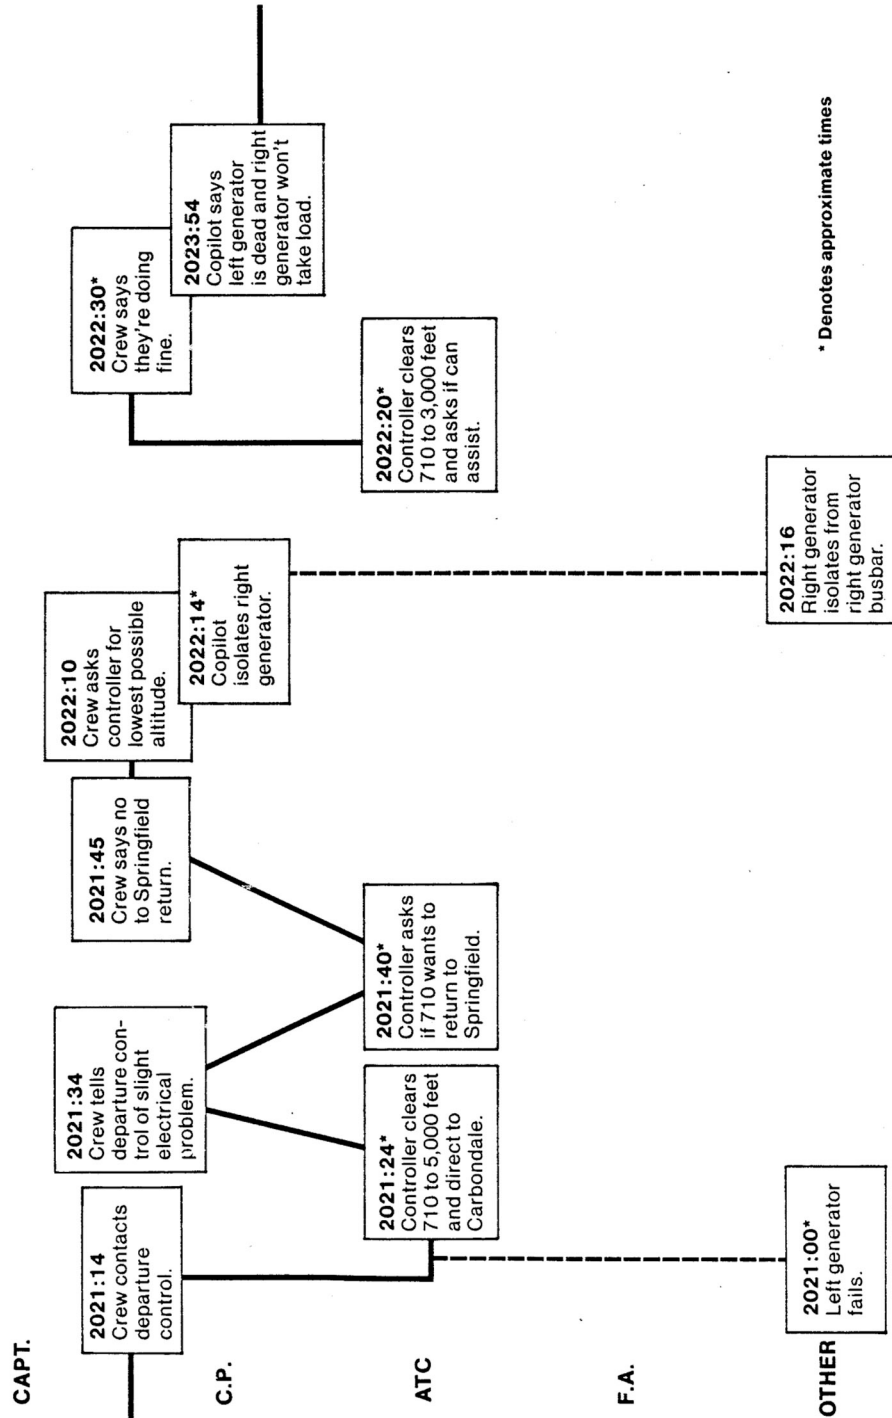 CAPT.
C.P.
ATC
F.A.
OTHER
2021:14
Crew contacts
departure
control.
2021:34
Crew tells
departure con-
trol of slight
electrical
problem.
2021:45
Crew says no
to Springfield
return.
2022:10
Crew asks
controller for
lowest possible
altitude.
2022:14*
Copilot
isolates right
generator.
2022:30*
Crew says
they're doing
fine.
2023:54
Copilot says
left generator
is dead and right
generator won't
take load.
2021:24*
Controller clears
710 to 5,000 feet
and direct to
Carbondale.
2021:40*
Controller asks
if 710 wants to
return to
Springfield.
2022:20*
Controller clears
710 to 3,000 feet
and asks if can
assist.
2021:00*
Left generator
fails.
2022:16
Right generator
isolates from
right generator
busbar.
* Denotes approximate times